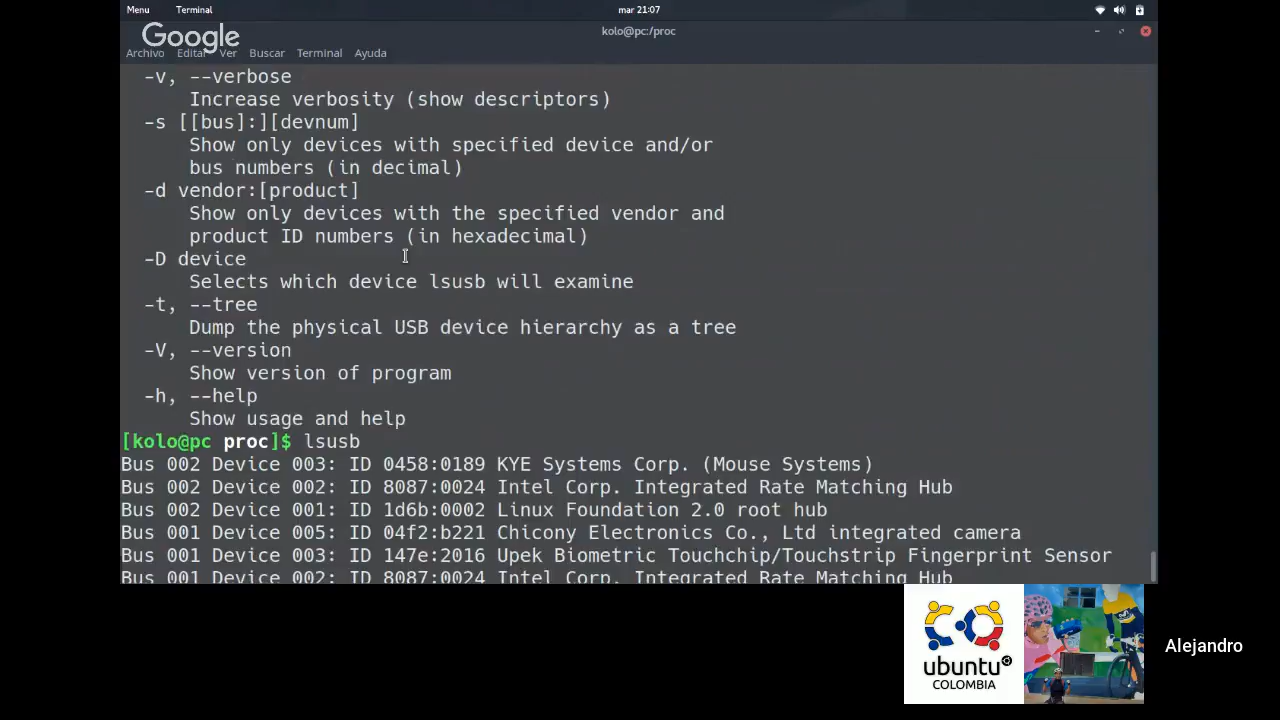 Menu Terminal mar 21:07
Google
kolo@pc:/proc
Archivo Editar Ver Buscar Terminal Ayuda
-v, --verbose
Increase verbosity (show descriptors)
-s [[bus]:][devnum]
Show only devices with specified device and/or
bus numbers (in decimal)
-d vendor:[product]
Show only devices with the specified vendor and
product ID numbers (in hexadecimal)
-D device
Selects which device lsusb will examine
-t, --tree
Dump the physical USB device hierarchy as a tree
-V, --version
Show version of program
-h, --help
Show usage and help
[kolo@pc proc]$ lsusb
Bus 002 Device 003: ID 0458:0189 KYE Systems Corp. (Mouse Systems)
Bus 002 Device 002: ID 8087:0024 Intel Corp. Integrated Rate Matching Hub
Bus 002 Device 001: ID 1d6b:0002 Linux Foundation 2.0 root hub
Bus 001 Device 005: ID 04f2:b221 Chicony Electronics Co., Ltd integrated camera
Bus 001 Device 003: ID 147e:2016 Upek Biometric Touchchip/Touchstrip Fingerprint Sensor
Bus 001 Device 002: ID 8087:0024 Intel Corp. Integrated Rate Matching Hub
ubuntu
COLOMBIA
Alejandro